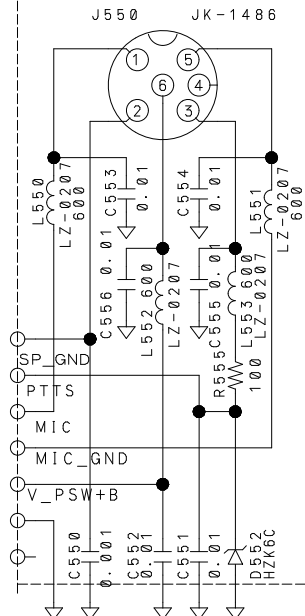 J550
JK-1486
1
5
6
4
2
3
L550
LZ-0207
600
C553
0.01
C554
0.01
L551
LZ-0207
600
C556
0.01
L552 600
LZ-0207
C555
0.01
L553 600
LZ-0207
SP_GND
R555
100
PTTS
MIC
MIC_GND
V_PSW+B
C550
0.001
C552
0.01
C551
0.01
D552
HZK6C